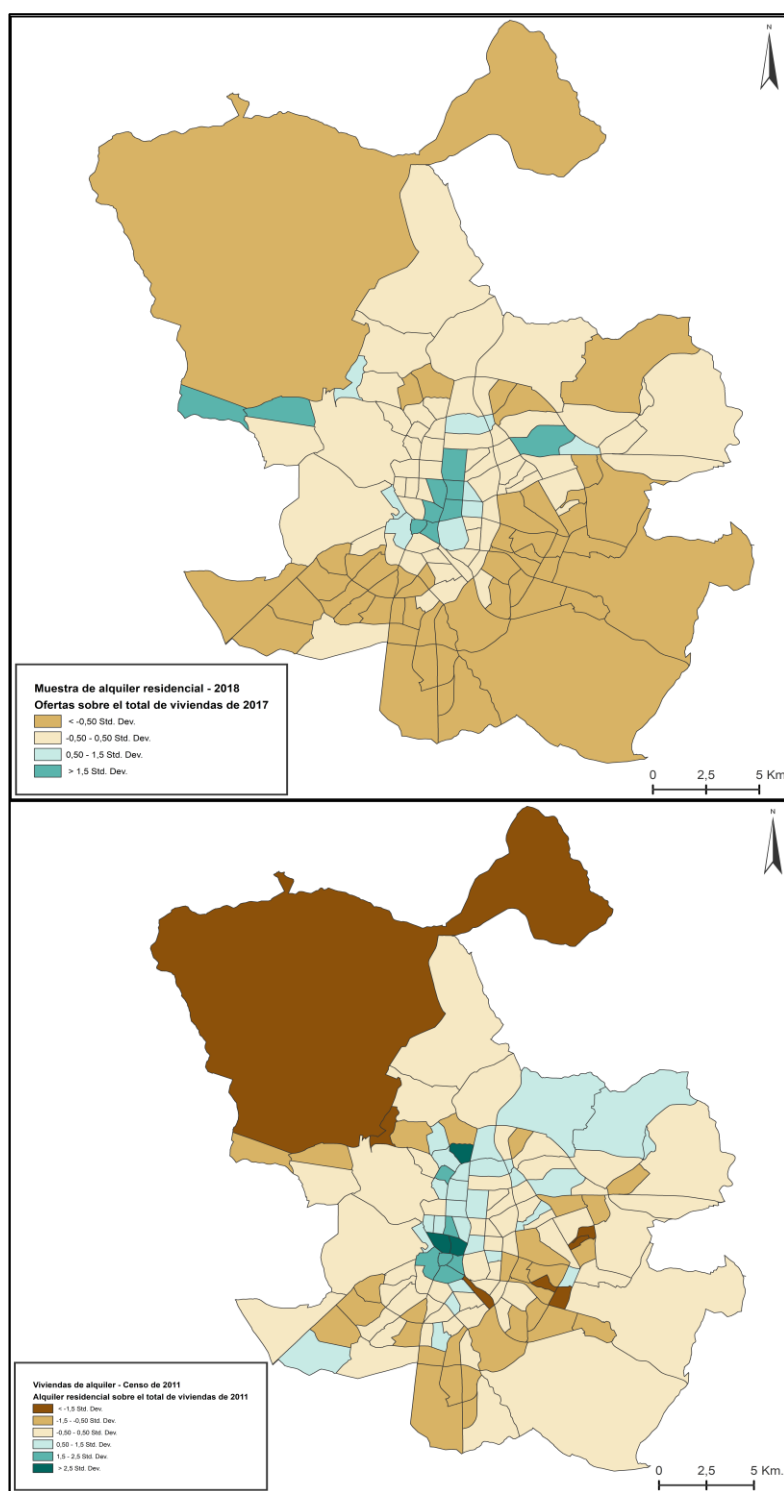 N
Muestra de alquiler residencial - 2018
Ofertas sobre el total de viviendas de 2017
< -0,50 Std. Dev.
-0,50 - 0,50 Std. Dev.
0,50 - 1,5 Std. Dev.
> 1,5 Std. Dev.
0 2,5 5 Km.
N
Viviendas de alquiler - Censo de 2011
Alquiler residencial sobre el total de viviendas de 2011
< -1,5 Std. Dev.
-1,5 - -0,50 Std. Dev.
-0,50 - 0,50 Std. Dev.
0,50 - 1,5 Std. Dev.
1,5 - 2,5 Std. Dev.
> 2,5 Std. Dev.
0 2,5 5 Km.